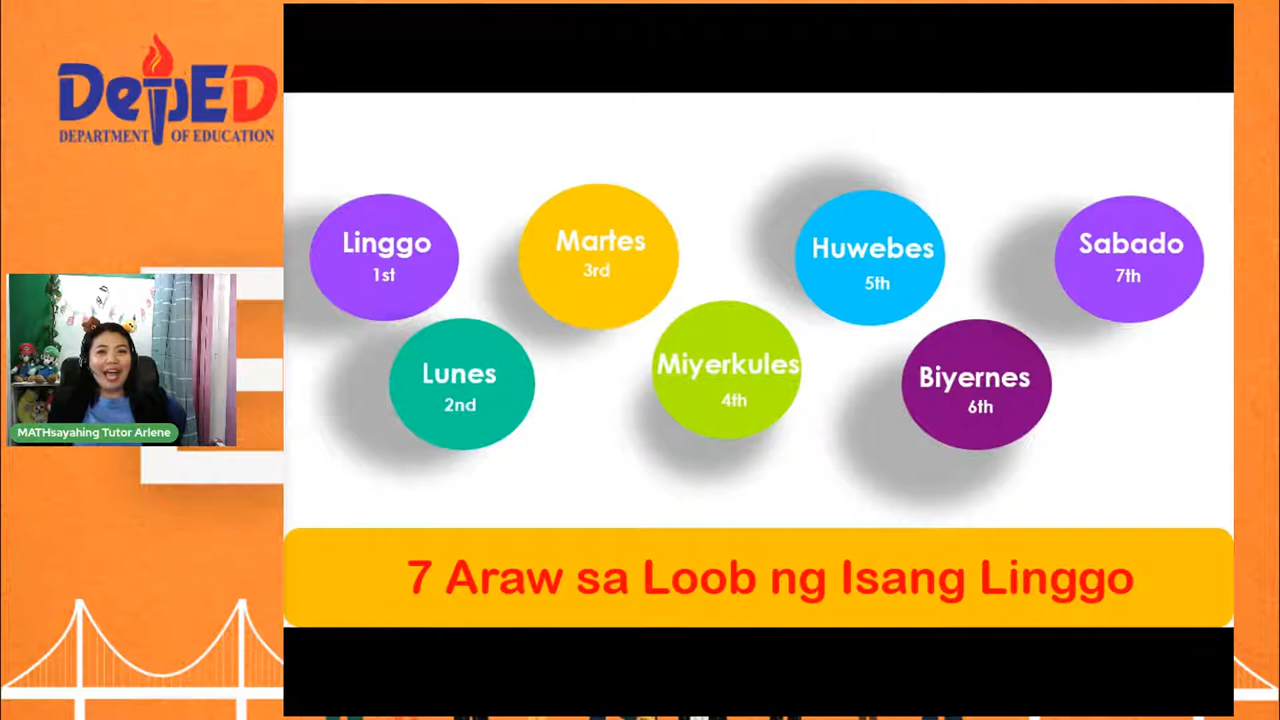 DepED
DEPARTMENT OF EDUCATION
Linggo
1st
Lunes
2nd
Martes
3rd
Miyerkules
4th
Huwebes
5th
Biyernes
6th
Sabado
7th
MATHsayahing Tutor Arlene
7 Araw sa Loob ng Isang Linggo